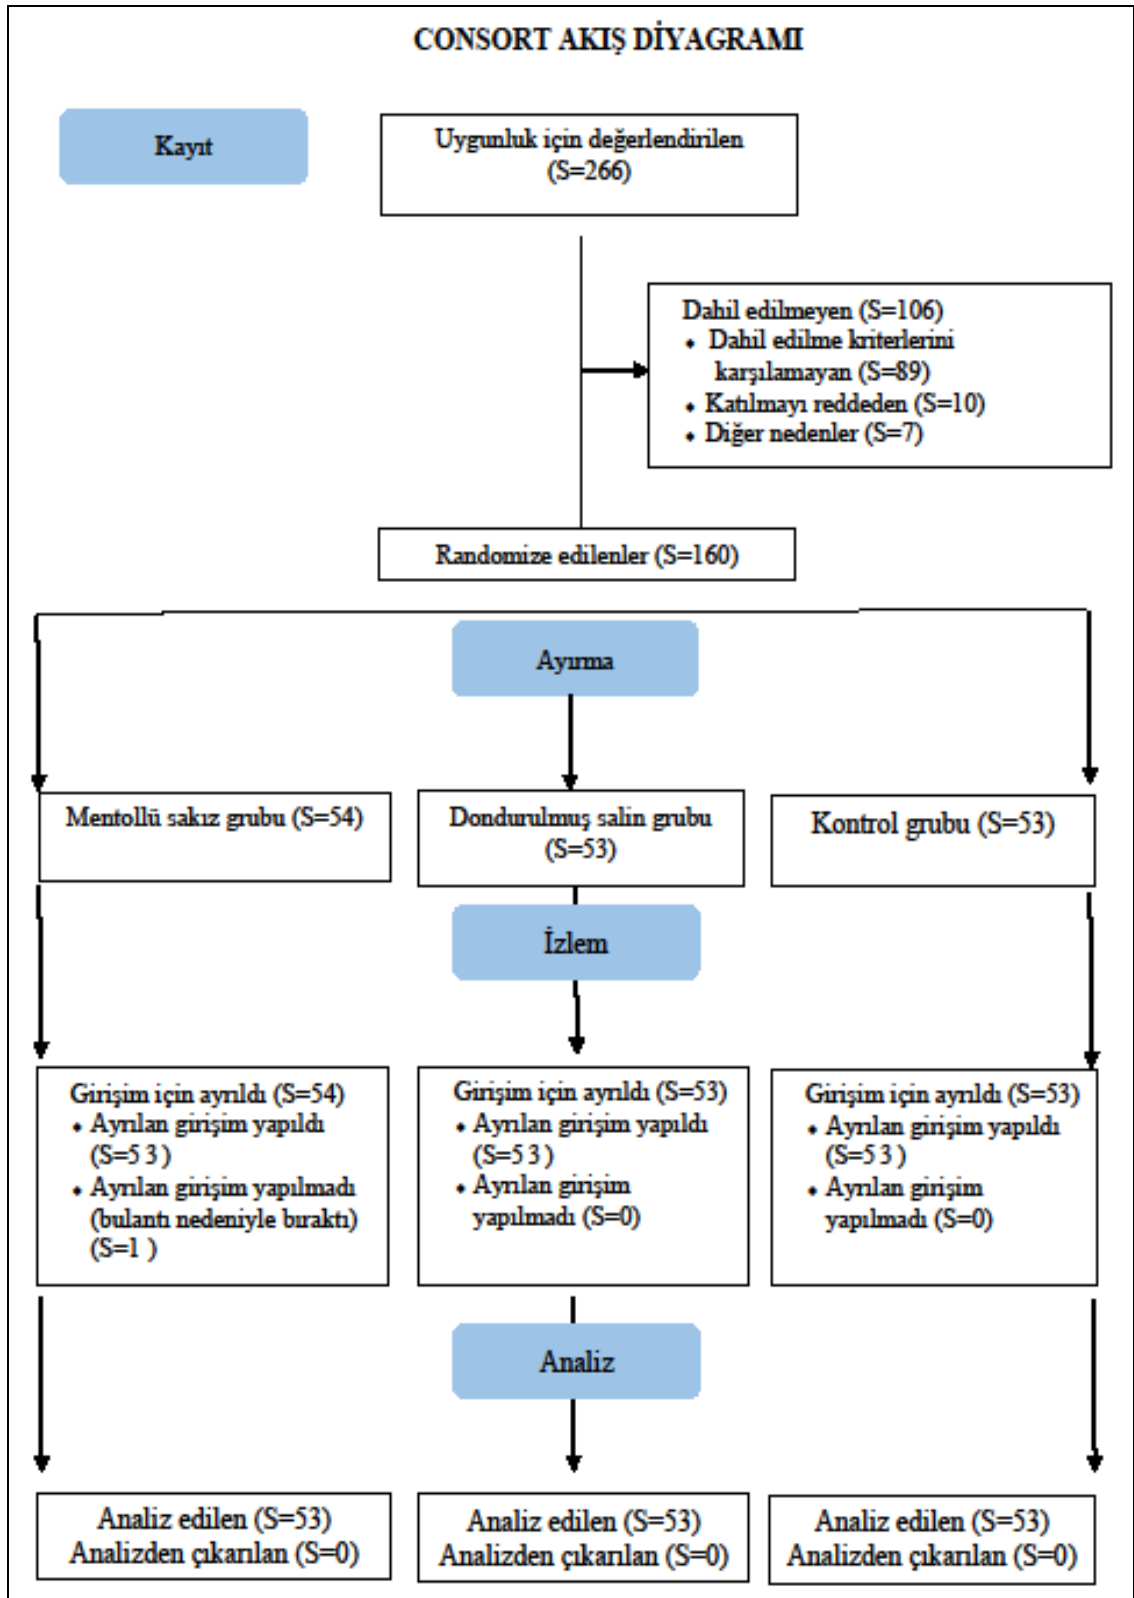 CONSORT AKIŞ DİYAGRAMI
Kayıt
Uygunluk için değerlendirilen
(S=266)
Dahil edilmeyen (S=106)
• Dahil edilme kriterlerini
karşılamayan (S=89)
• Katılmayı reddeden (S=10)
• Diğer nedenler (S=7)
Randomize edilenler (S=160)
Ayırma
Mentollü sakız grubu (S=54)
Dondurulmuş salin grubu
(S=53)
Kontrol grubu (S=53)
İzlem
Girişim için ayrıldı (S=54)
• Ayrılan girişim yapıldı
(S=53)
• Ayrılan girişim yapılmadı
(bulantı nedeniyle bıraktı)
(S=1 )
Girişim için ayrıldı (S=53)
• Ayrılan girişim yapıldı
(S=53)
• Ayrılan girişim
yapılmadı (S=0)
Girişim için ayrıldı (S=53)
• Ayrılan girişim yapıldı
(S=53)
• Ayrılan girişim
yapılmadı (S=0)
Analiz
Analiz edilen (S=53)
Analizden çıkarılan (S=0)
Analiz edilen (S=53)
Analizden çıkarılan (S=0)
Analiz edilen (S=53)
Analizden çıkarılan (S=0)